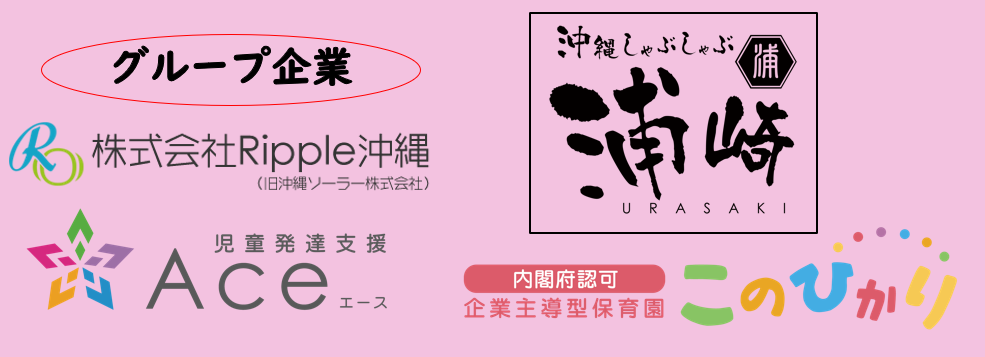 グループ企業
RO 株式会社Ripple沖縄
（旧沖縄ソーラー株式会社）
児童発達支援
Ace エース
沖縄しゃぶしゃぶ
浦
浦崎
URASAKI
内閣府認可
企業主導型保育園
このひかり